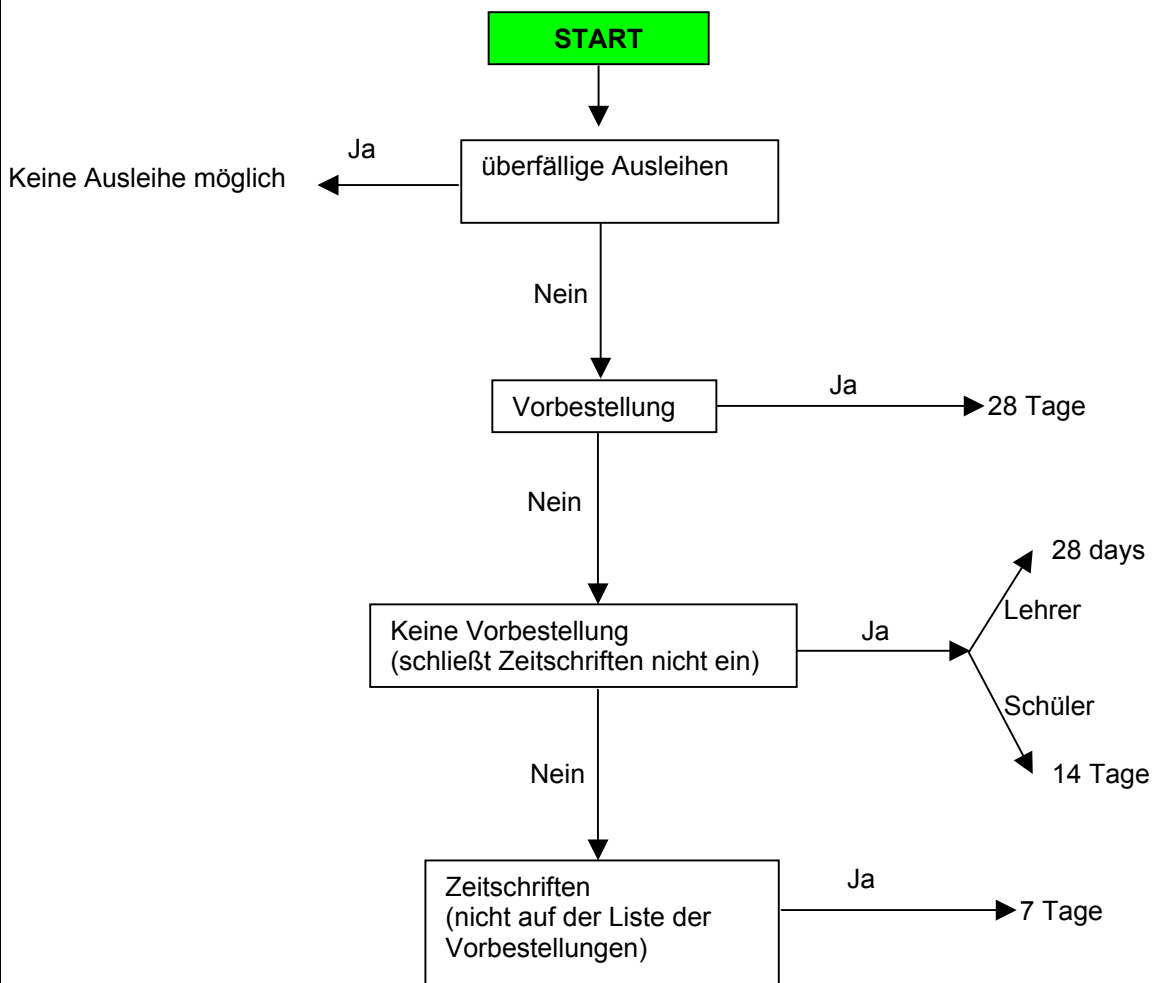 START
Ja
überfällige Ausleihen
Keine Ausleihe möglich
Nein
Ja
Vorbestellung
28 Tage
Nein
28 days
Lehrer
Keine Vorbestellung
(schließt Zeitschriften nicht ein)
Ja
Schüler
14 Tage
Nein
Zeitschriften
(nicht auf der Liste der
Vorbestellungen)
Ja
7 Tage